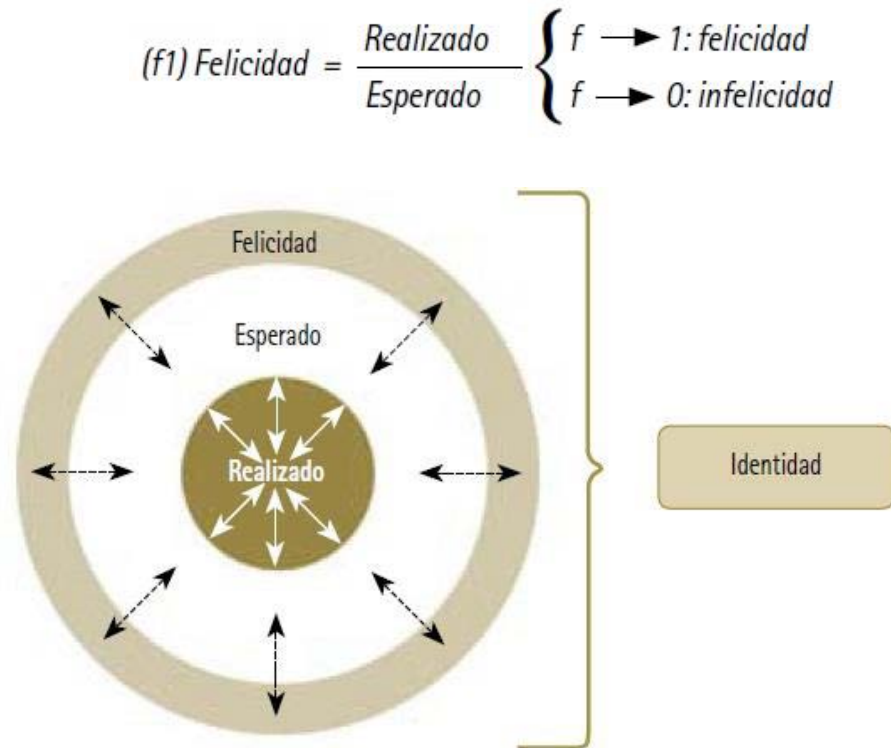 (f1) Felicidad = Realizado / Esperado { f → 1: felicidad
f → 0: infelicidad
Felicidad
Esperado
Realizado
Identidad